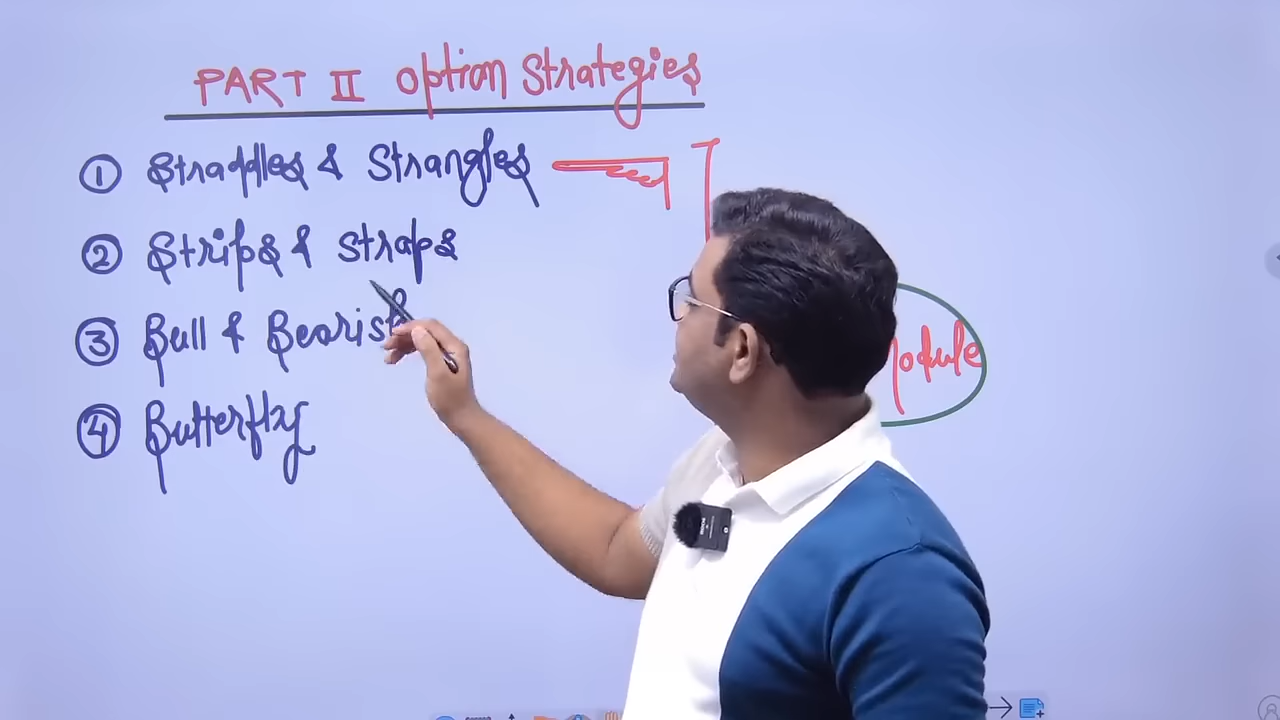 PART II Option Strategies
① Straddles & Strangles
② Strips & Straps
③ Bull & Bearish
④ Butterfly
Module